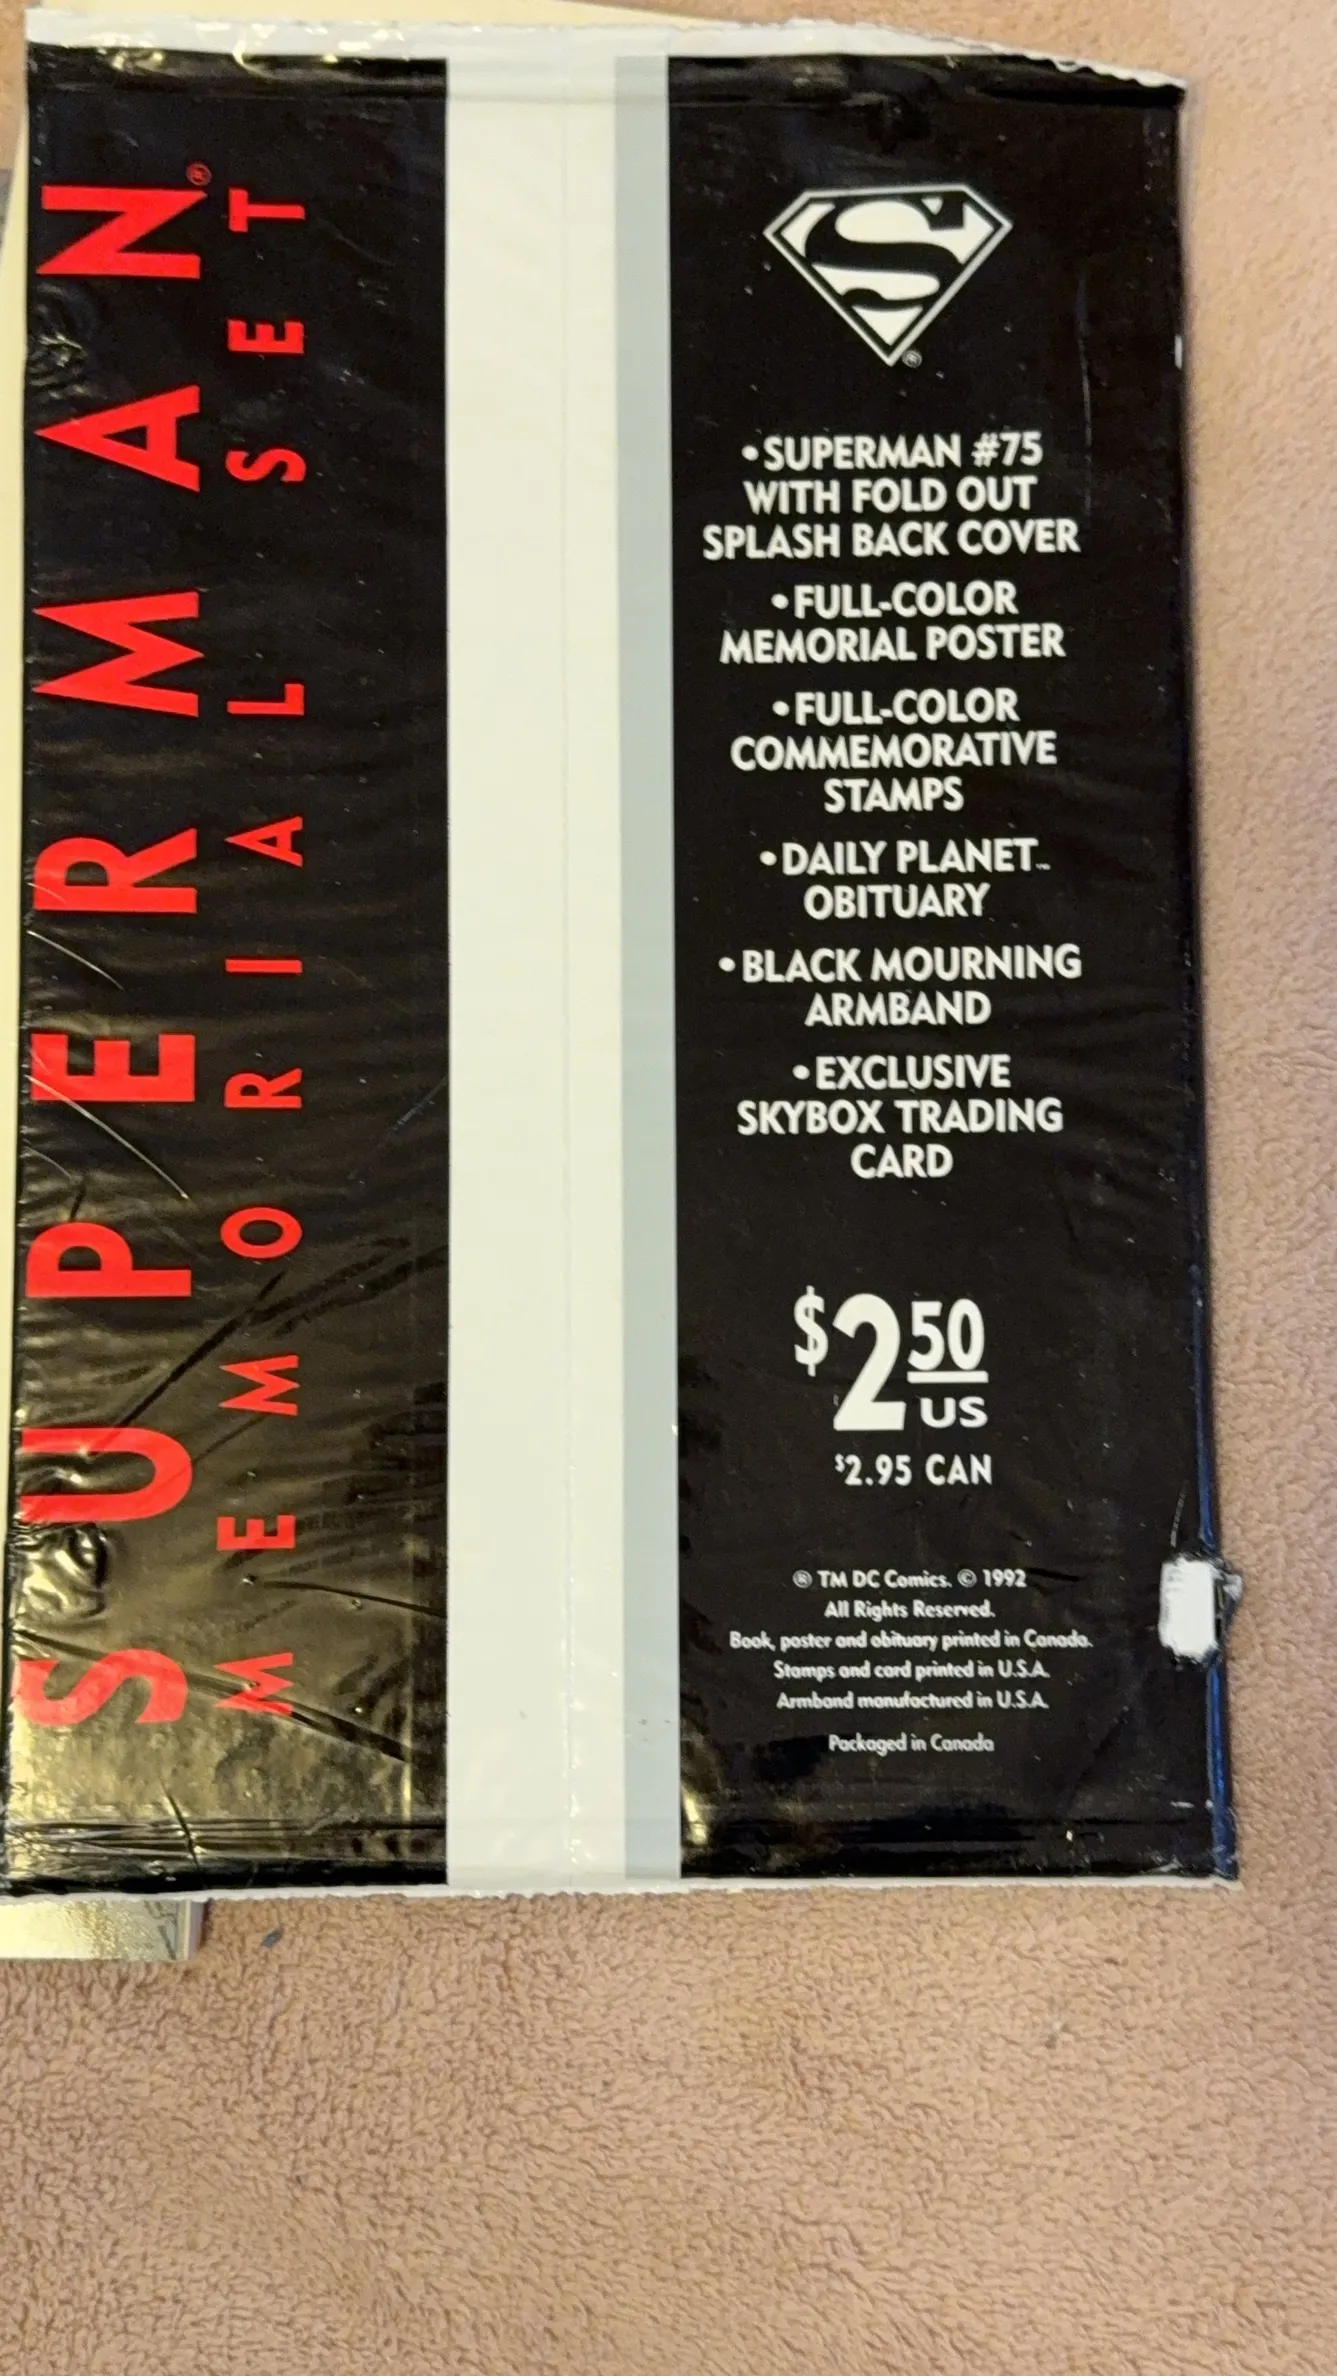 SUPERMAN®
MEMORIAL SET
S
®
•SUPERMAN #75
WITH FOLD OUT
SPLASH BACK COVER
•FULL-COLOR
MEMORIAL POSTER
•FULL-COLOR
COMMEMORATIVE
STAMPS
•DAILY PLANET™
OBITUARY
•BLACK MOURNING
ARMBAND
•EXCLUSIVE
SKYBOX TRADING
CARD
$2.50
US
$2.95 CAN
® TM DC Comics. © 1992
All Rights Reserved.
Book, poster and obituary printed in Canada.
Stamps and card printed in U.S.A.
Armband manufactured in U.S.A.
Packaged in Canada